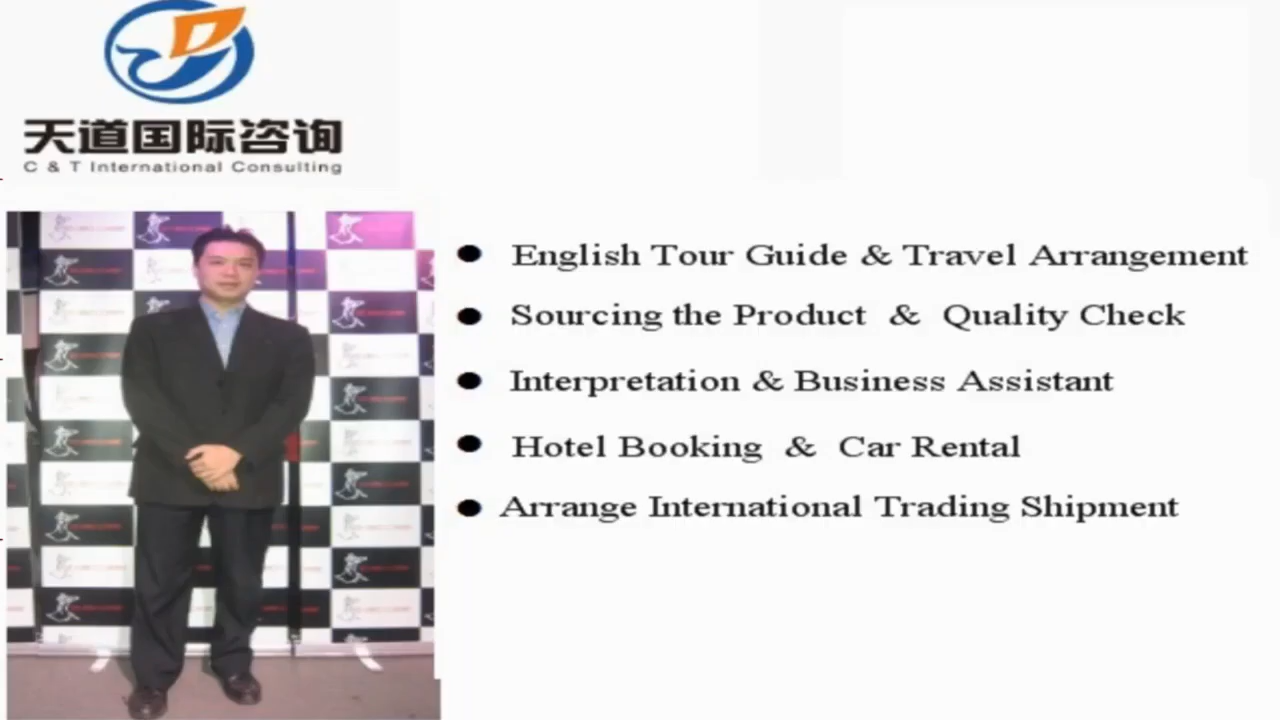 天道国际咨询
C & T International Consulting
● English Tour Guide & Travel Arrangement
● Sourcing the Product & Quality Check
● Interpretation & Business Assistant
● Hotel Booking & Car Rental
● Arrange International Trading Shipment